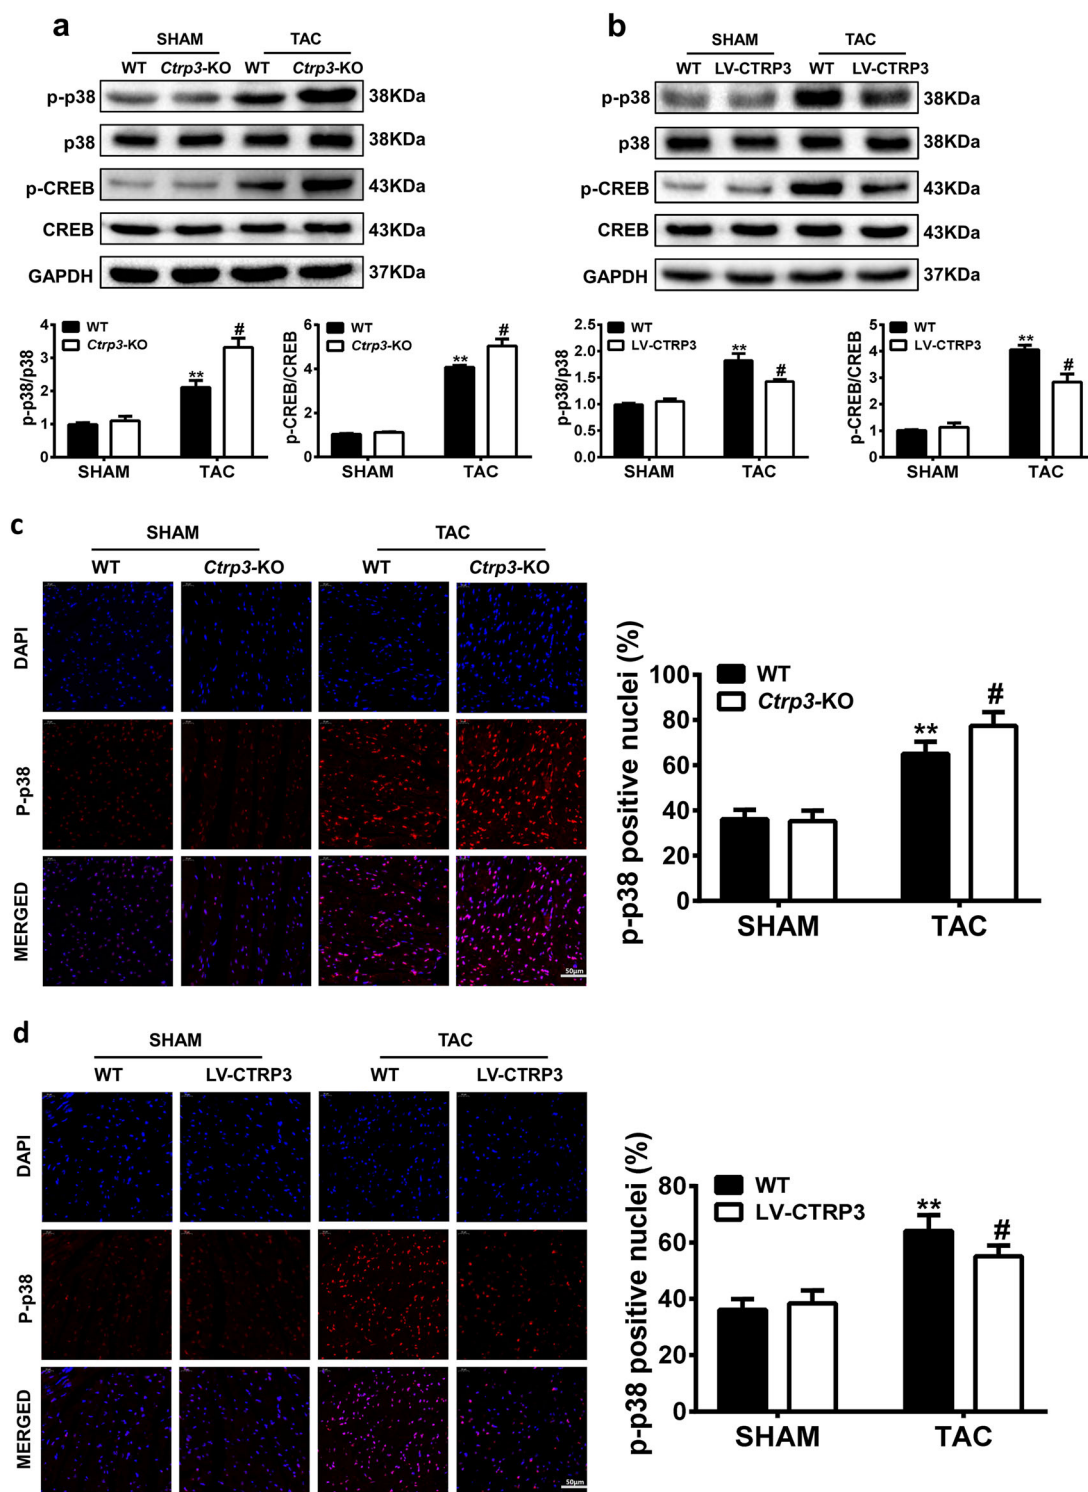 a
SHAM TAC
WT Ctrp3-KO WT Ctrp3-KO
p-p38 38KDa
p38 38KDa
p-CREB 43KDa
CREB 43KDa
GAPDH 37KDa
p-p38/p38
4
3
2
1
0
WT
Ctrp3-KO
**
#
SHAM TAC
p-CREB/CREB
6
4
2
0
WT
Ctrp3-KO
**
#
SHAM TAC
b
SHAM TAC
WT LV-CTRP3 WT LV-CTRP3
p-p38 38KDa
p38 38KDa
p-CREB 43KDa
CREB 43KDa
GAPDH 37KDa
p-p38/p38
2.5
2.0
1.5
1.0
0.5
0.0
WT
LV-CTRP3
**
#
SHAM TAC
p-CREB/CREB
5
4
3
2
1
0
WT
LV-CTRP3
**
#
SHAM TAC
c
SHAM TAC
WT Ctrp3-KO WT Ctrp3-KO
DAPI
P-p38
MERGED
50μm
p-p38 positive nuclei (%)
100
80
60
40
20
0
WT
Ctrp3-KO
**
#
SHAM TAC
d
SHAM TAC
WT LV-CTRP3 WT LV-CTRP3
DAPI
P-p38
MERGED
50μm
p-p38 positive nuclei (%)
80
60
40
20
0
WT
LV-CTRP3
**
#
SHAM TAC